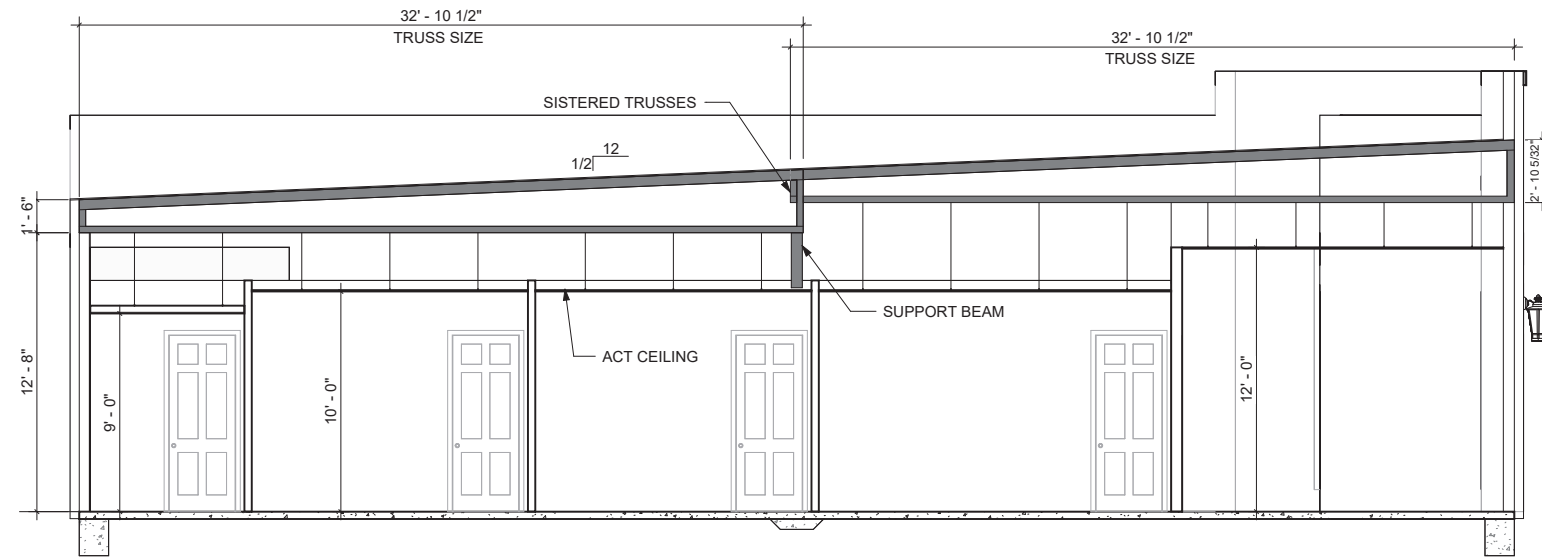 32' - 10 1/2"
TRUSS SIZE
32' - 10 1/2"
TRUSS SIZE
SISTERED TRUSSES
12
1/2
1' - 6"
2' - 10 5/32"
SUPPORT BEAM
ACT CEILING
12' - 8"
9' - 0"
10' - 0"
12' - 0"